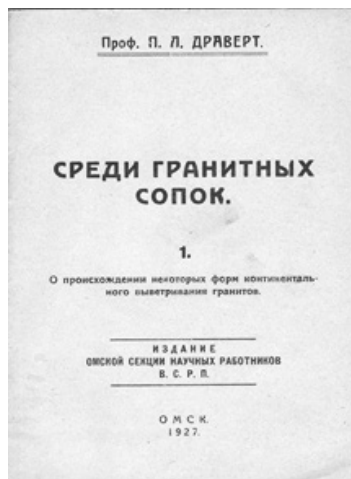 Проф. П. Л. ДРАВЕРТ.
СРЕДИ ГРАНИТНЫХ
СОПОК.
1.
О происхождении некоторых форм континенталь-
ного выветривания гранитов.
ИЗДАНИЕ
ОМСКОЙ СЕКЦИИ НАУЧНЫХ РАБОТНИКОВ
В. С. Р. П.
ОМСК.
1927.